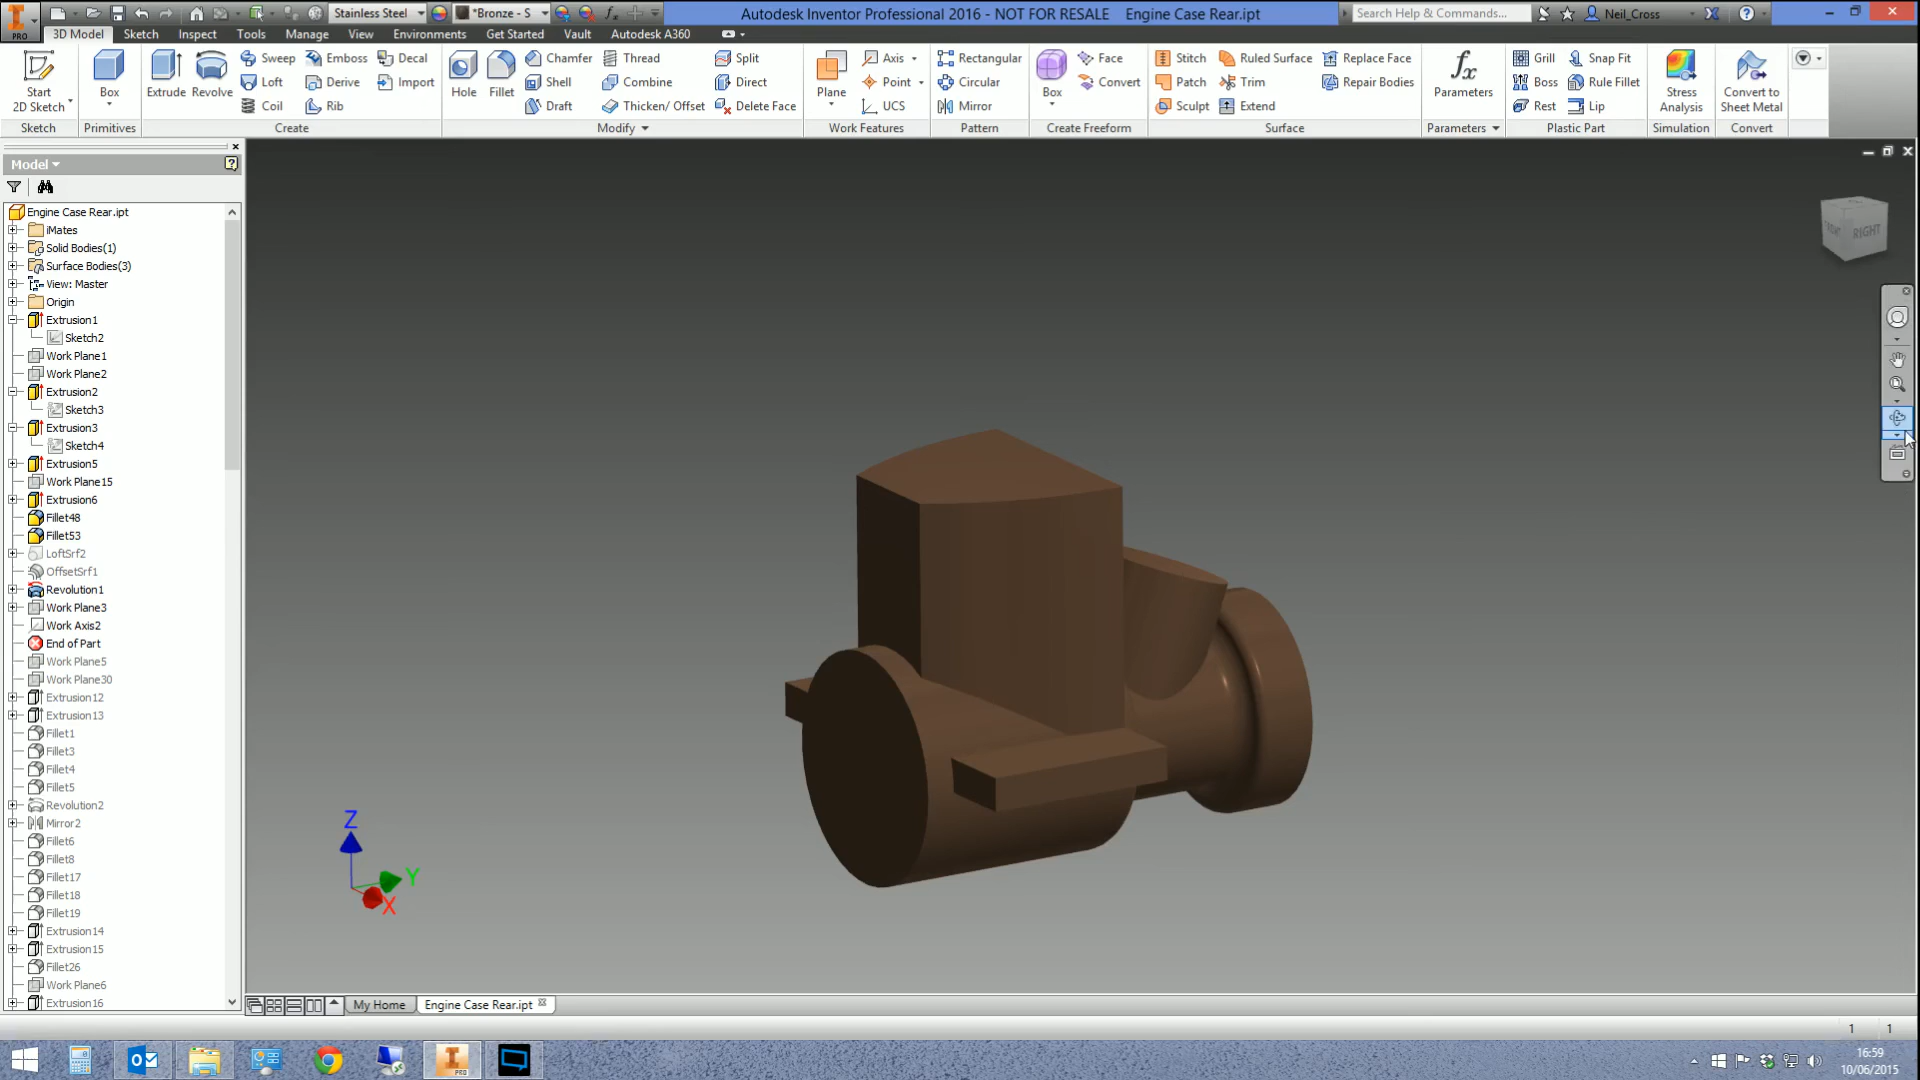 Stainless Steel
*Bronze - S
Autodesk Inventor Professional 2016 - NOT FOR RESALE Engine Case Rear.ipt
Search Help & Commands...
Neil_Cross
PRO
3D Model Sketch Inspect Tools Manage View Environments Get Started Vault Autodesk A360
Start
2D Sketch
Box
Extrude
Revolve
Sweep Emboss Decal
Loft Derive Import
Coil Rib
Hole
Fillet
Chamfer Thread Split
Shell Combine Direct
Draft Thicken/ Offset Delete Face
Plane
Axis
Point
UCS
Rectangular
Circular
Mirror
Box
Face
Convert
Stitch Ruled Surface Replace Face
Patch Trim Repair Bodies
Sculpt Extend
fx
Parameters
Grill Snap Fit
Boss Rule Fillet
Rest Lip
Stress
Analysis
Convert to
Sheet Metal
Sketch Primitives Create Modify Work Features Pattern Create Freeform Surface Parameters Plastic Part Simulation Convert
Model
Engine Case Rear.ipt
iMates
Solid Bodies(1)
Surface Bodies(3)
View: Master
Origin
Extrusion1
Sketch2
Work Plane1
Work Plane2
Extrusion2
Sketch3
Extrusion3
Sketch4
Extrusion5
Work Plane15
Extrusion6
Fillet48
Fillet53
LoftSrf2
OffsetSrf1
Revolution1
Work Plane3
Work Axis2
End of Part
Work Plane5
Work Plane30
Extrusion12
Extrusion13
Fillet1
Fillet3
Fillet4
Fillet5
Revolution2
Mirror2
Fillet6
Fillet8
Fillet17
Fillet18
Fillet19
Extrusion14
Extrusion15
Fillet26
Work Plane6
Extrusion16
RIGHT
Z
Y
X
My Home
Engine Case Rear.ipt
1 1
PRO
16:59
10/06/2015